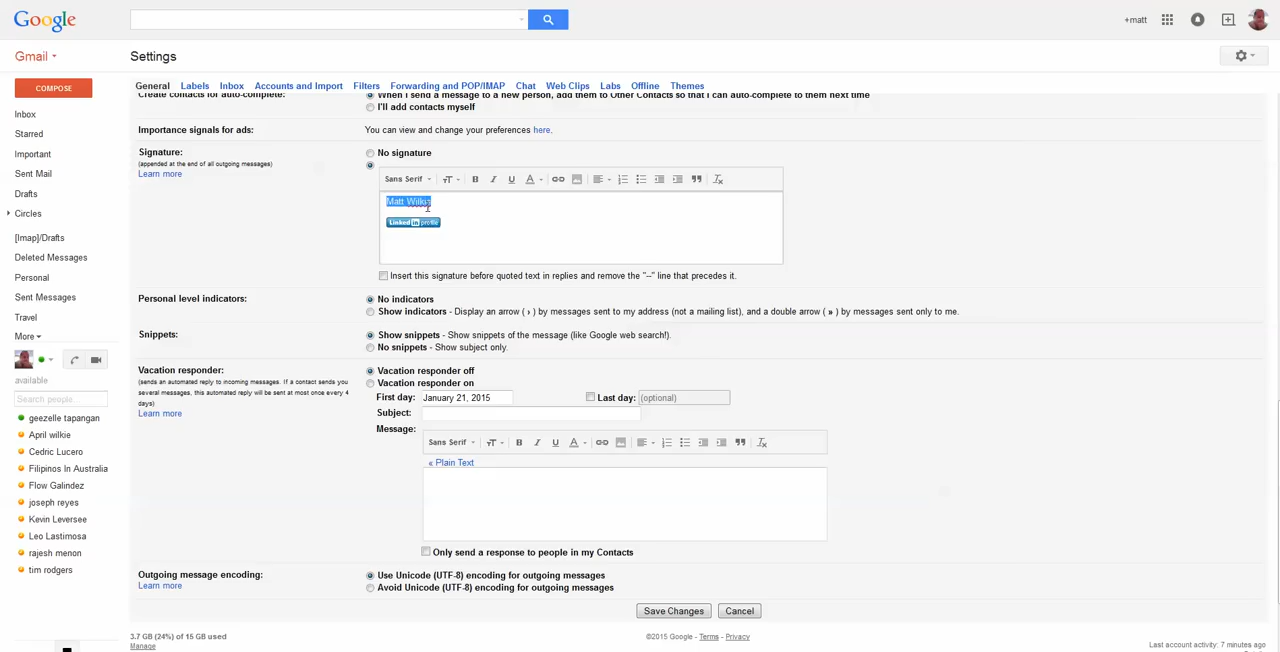 Google
+matt
Gmail
Settings
COMPOSE
General Labels Inbox Accounts and Import Filters Forwarding and POP/IMAP Chat Web Clips Labs Offline Themes
Create contacts for auto-complete: When I send a message to a new person, add them to Other Contacts so that I can auto-complete to them next time
I'll add contacts myself
Importance signals for ads: You can view and change your preferences here.
Signature:
(appended at the end of all outgoing messages)
Learn more
No signature
Sans Serif
Matt Wilkie
Linked in profile
Insert this signature before quoted text in replies and remove the "--" line that precedes it.
Personal level indicators: No indicators
Show indicators - Display an arrow ( › ) by messages sent to my address (not a mailing list), and a double arrow ( » ) by messages sent only to me.
Snippets: Show snippets - Show snippets of the message (like Google web search!).
No snippets - Show subject only.
Vacation responder:
(sends an automated reply to incoming messages. If a contact sends you
several messages, this automated reply will be sent at most once every 4
days)
Learn more
Vacation responder off
Vacation responder on
First day: January 21, 2015 Last day: (optional)
Subject:
Message:
Sans Serif
« Plain Text
Only send a response to people in my Contacts
Outgoing message encoding:
Learn more
Use Unicode (UTF-8) encoding for outgoing messages
Avoid Unicode (UTF-8) encoding for outgoing messages
Save Changes Cancel
Inbox
Starred
Important
Sent Mail
Drafts
Circles
[Imap]/Drafts
Deleted Messages
Personal
Sent Messages
Travel
More
available
Search people...
geezelle tapangan
April wilkie
Cedric Lucero
Filipinos In Australia
Flow Galindez
joseph reyes
Kevin Leversee
Leo Lastimosa
rajesh menon
tim rodgers
3.7 GB (24%) of 15 GB used
Manage
©2015 Google - Terms - Privacy
Last account activity: 7 minutes ago